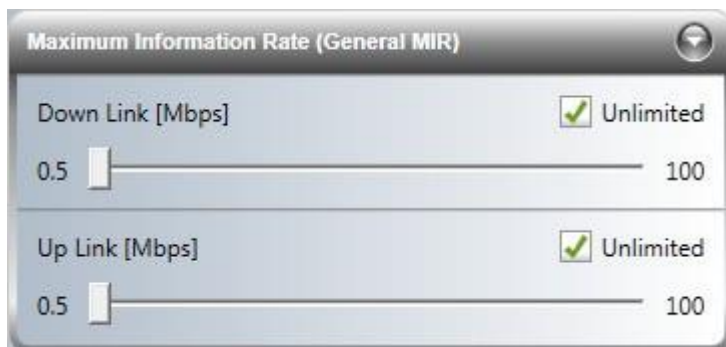 Maximum Information Rate (General MIR)
Down Link [Mbps] Unlimited
0.5 100
Up Link [Mbps] Unlimited
0.5 100